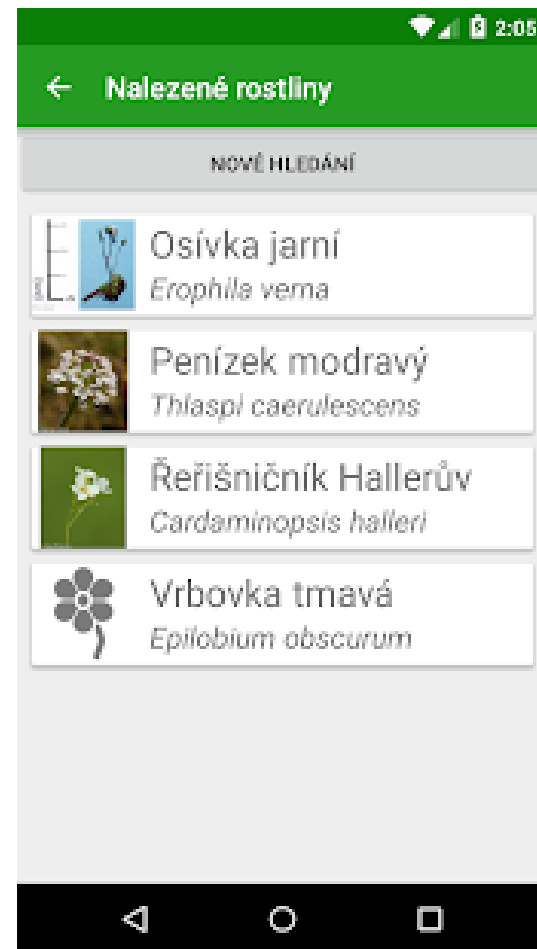 2:05
Nalezené rostliny
NOVÉ HLEDÁNÍ
Osívka jarní
Erophila verna
Penízek modravý
Thlaspi caerulescens
Řeřišničník Hallerův
Cardaminopsis halleri
Vrbovka tmavá
Epilobium obscurum